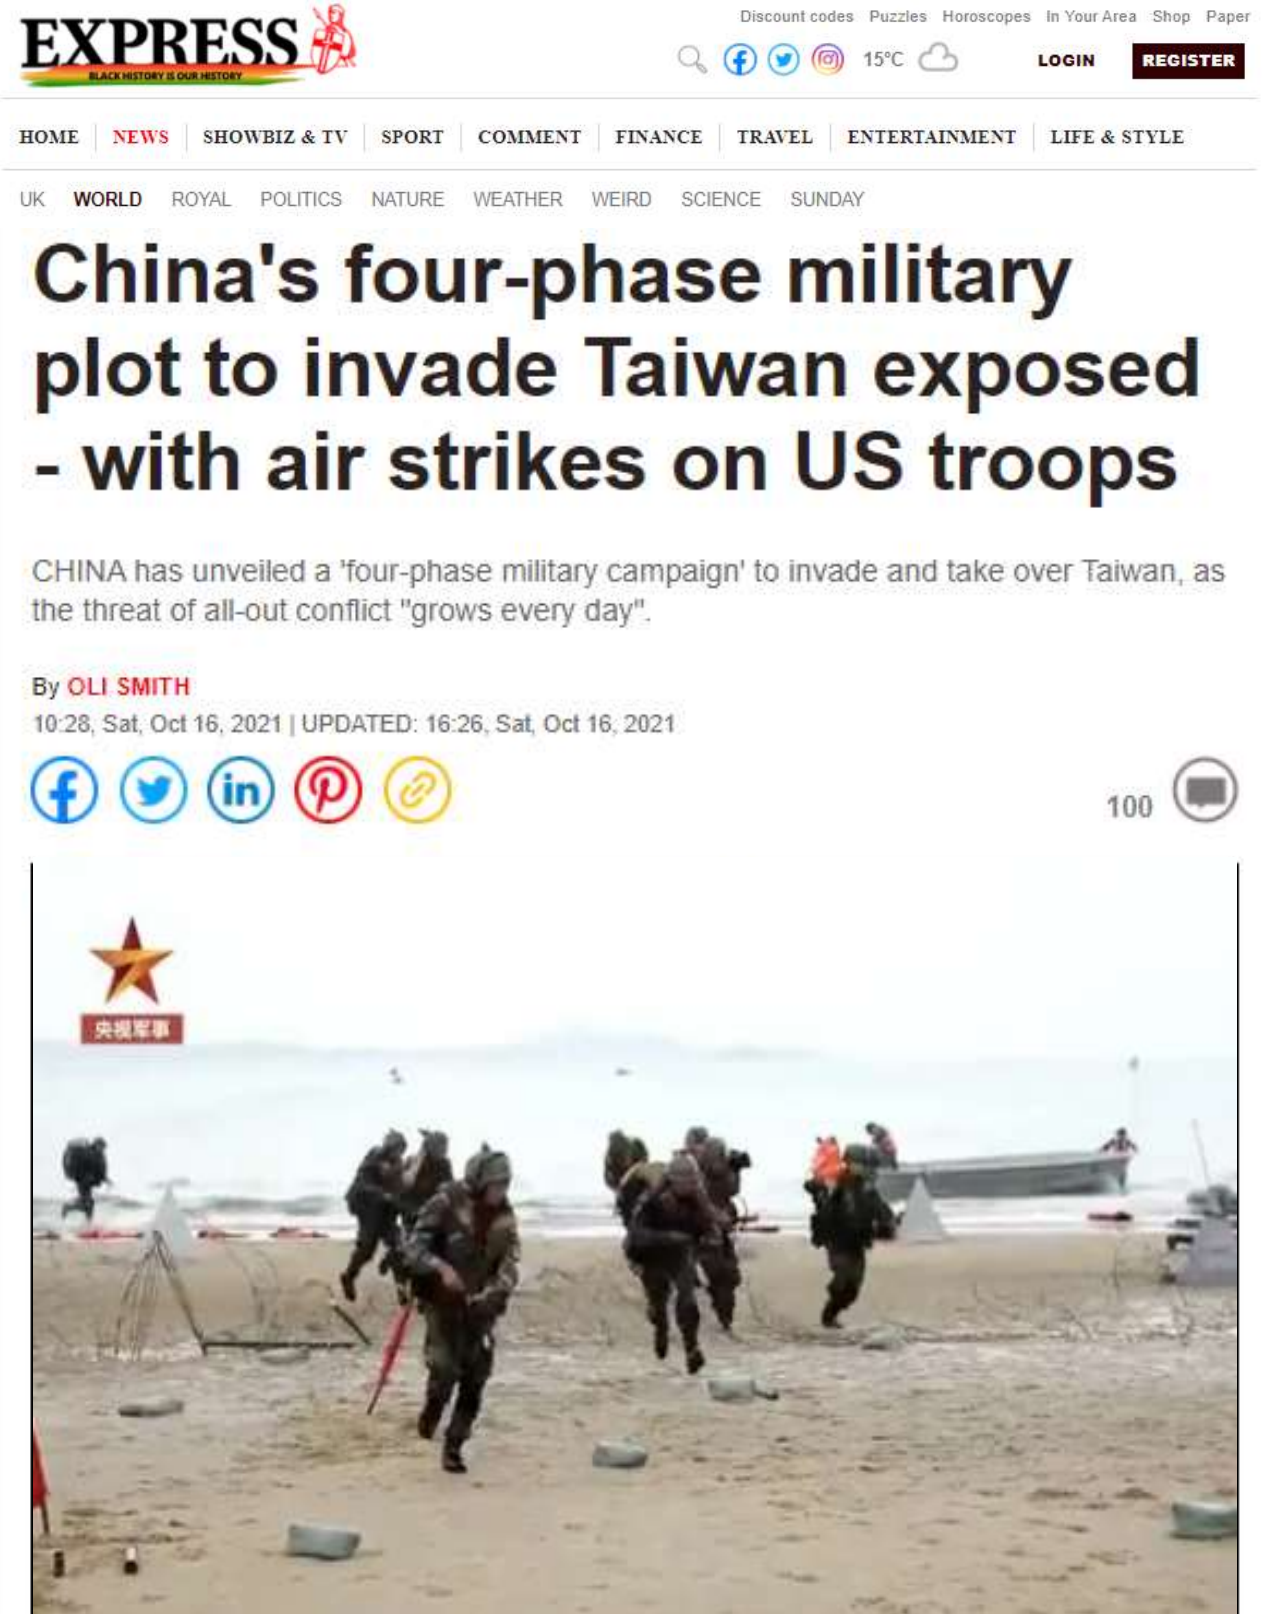 Discount codes Puzzles Horoscopes In Your Area Shop Paper
EXPRESS
BLACK HISTORY IS OUR HISTORY
15°C
LOGIN
REGISTER
HOME NEWS SHOWBIZ & TV SPORT COMMENT FINANCE TRAVEL ENTERTAINMENT LIFE & STYLE
UK WORLD ROYAL POLITICS NATURE WEATHER WEIRD SCIENCE SUNDAY
China's four-phase military
plot to invade Taiwan exposed
- with air strikes on US troops
CHINA has unveiled a 'four-phase military campaign' to invade and take over Taiwan, as
the threat of all-out conflict "grows every day".
By OLI SMITH
10:28, Sat, Oct 16, 2021 | UPDATED: 16:26, Sat, Oct 16, 2021
in
100
央视军事